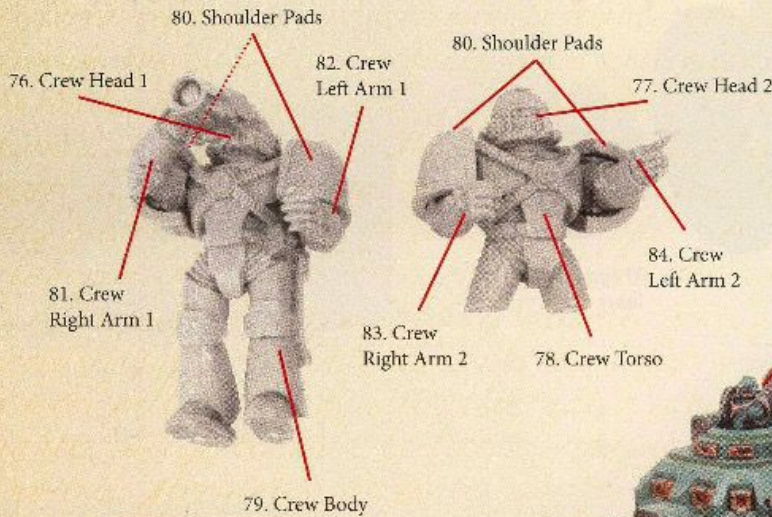 80. Shoulder Pads
76. Crew Head 1
82. Crew
Left Arm 1
80. Shoulder Pads
77. Crew Head 2
81. Crew
Right Arm 1
83. Crew
Right Arm 2
78. Crew Torso
84. Crew
Left Arm 2
79. Crew Body